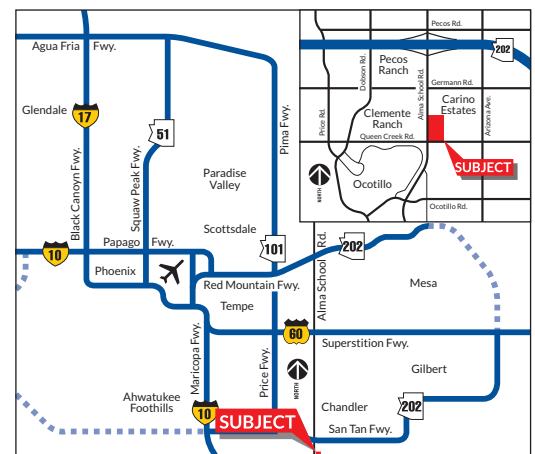 Agua Fria Fwy.
Glendale
17
51
Black Canoyn Fwy.
Squaw Peak Fwy.
Pima Fwy.
Paradise
Valley
Scottsdale
Papago Fwy.
10
Phoenix
101
202
Alma School Rd.
Red Mountain Fwy.
Tempe
Mesa
60
Superstition Fwy.
Maricopa Fwy.
Price Fwy.
NORTH
Gilbert
Ahwatukee
Foothills
10
SUBJECT
Chandler
202
San Tan Fwy.
Pecos Rd.
202
Pecos
Ranch
Dobson Rd.
Alma School Rd.
Germann Rd.
Price Rd.
Carino
Estates
Arizona Ave.
Clemente
Ranch
Queen Creek Rd.
SUBJECT
NORTH
Ocotillo
Ocotillo Rd.